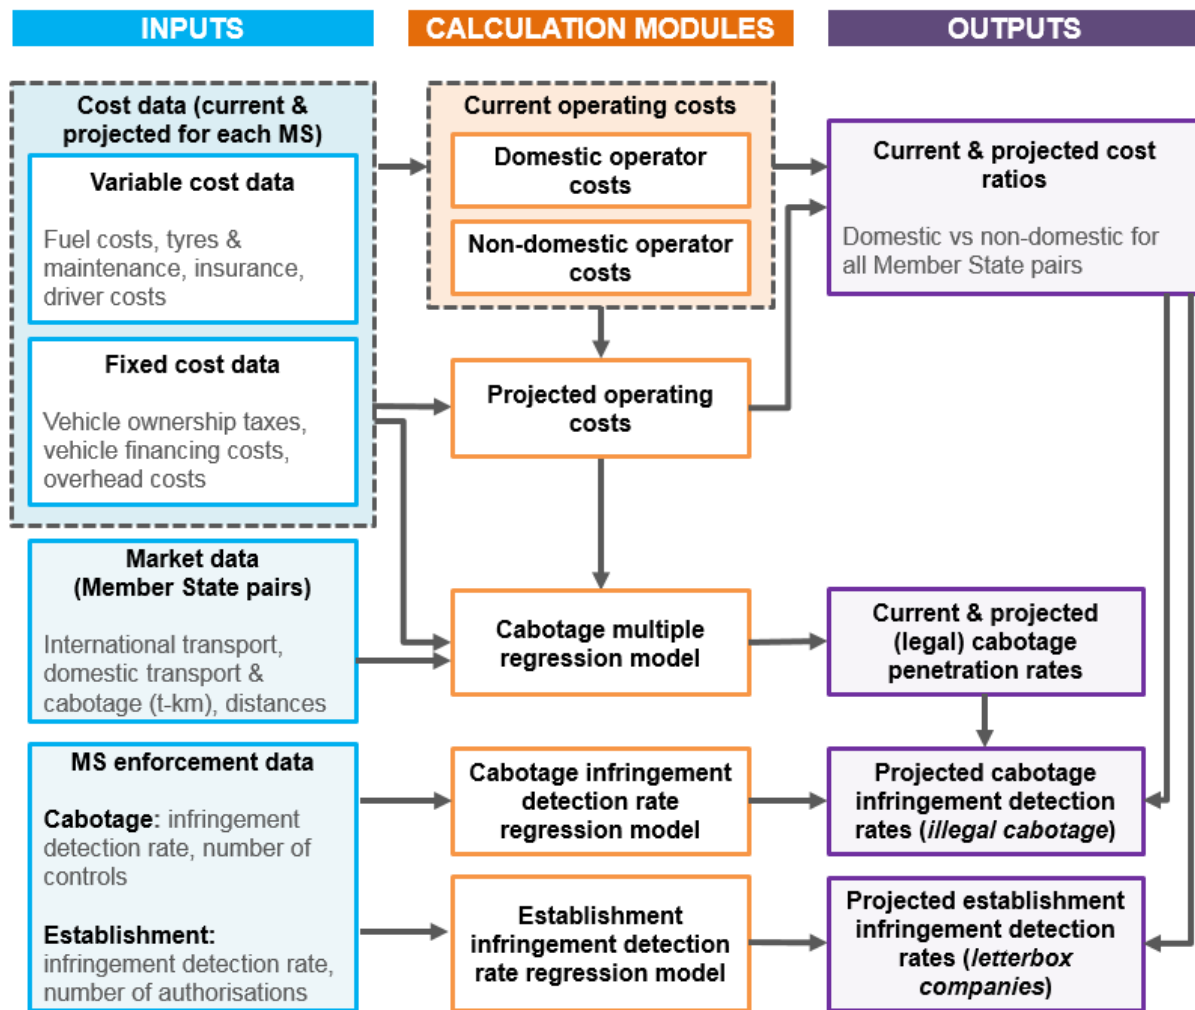 INPUTS
CALCULATION MODULES
OUTPUTS
Cost data (current &
projected for each MS)
Variable cost data
Fuel costs, tyres &
maintenance, insurance,
driver costs
Fixed cost data
Vehicle ownership taxes,
vehicle financing costs,
overhead costs
Market data
(Member State pairs)
International transport,
domestic transport &
cabotage (t-km), distances
MS enforcement data
Cabotage: infringement
detection rate, number of
controls
Establishment:
infringement detection rate,
number of authorisations
Current operating costs
Domestic operator
costs
Non-domestic operator
costs
Projected operating
costs
Cabotage multiple
regression model
Cabotage infringement
detection rate
regression model
Establishment
infringement detection
rate regression model
Current & projected cost
ratios
Domestic vs non-domestic for
all Member State pairs
Current & projected
(legal) cabotage
penetration rates
Projected cabotage
infringement detection
rates (illegal cabotage)
Projected establishment
infringement detection
rates (letterbox
companies)